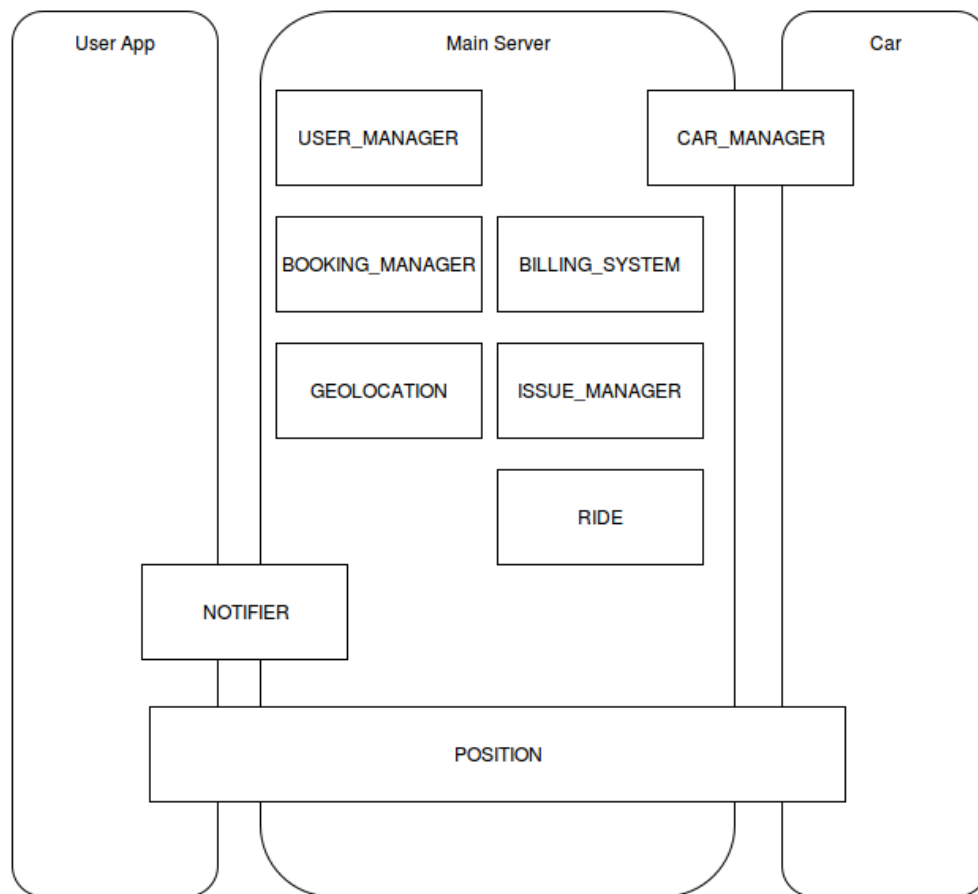 User App
Main Server
Car
USER_MANAGER
CAR_MANAGER
BOOKING_MANAGER
BILLING_SYSTEM
GEOLOCATION
ISSUE_MANAGER
RIDE
NOTIFIER
POSITION